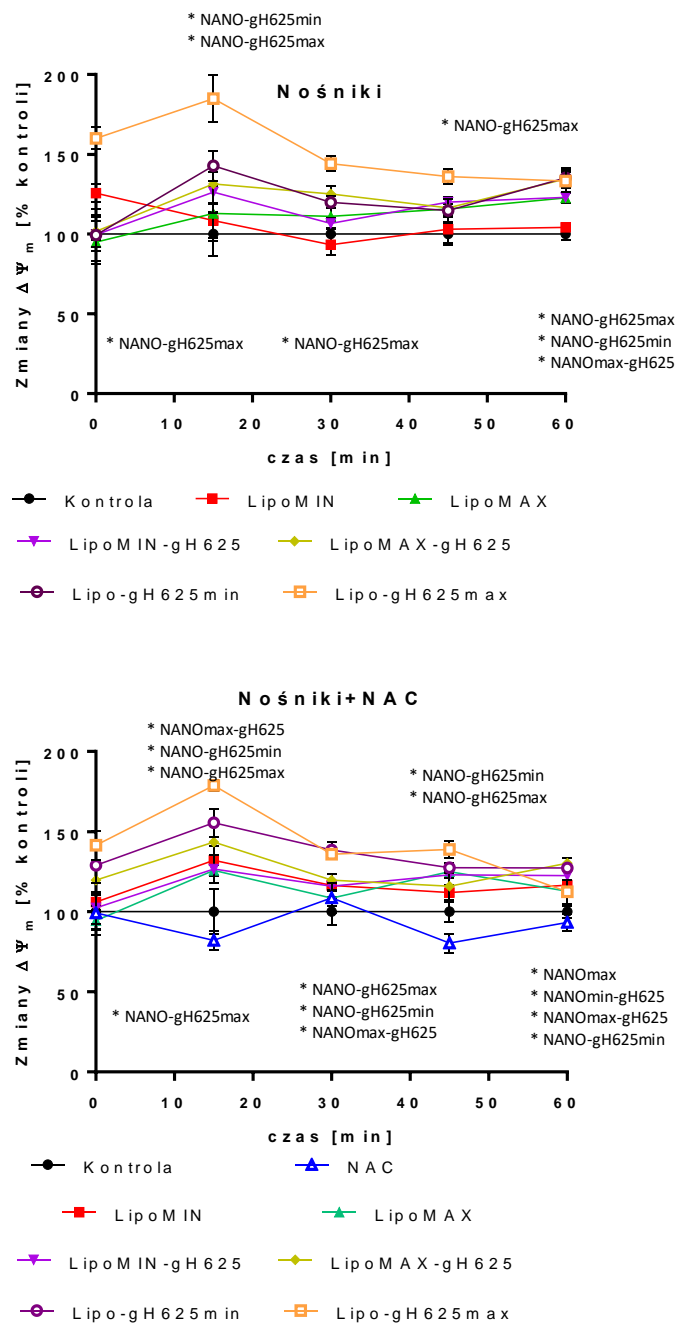 * NANO-gH625min
* NANO-gH625max
Nośniki
* NANO-gH625max
Zmiany ΔΨm [% kontroli]
200
150
100
50
0
* NANO-gH625max
* NANO-gH625max
* NANO-gH625max
* NANO-gH625min
* NANOmax-gH625
0 10 20 30 40 50 60
czas [min]
Kontrola LipoMIN LipoMAX
LipoMIN-gH625 LipoMAX-gH625
Lipo-gH625min Lipo-gH625max
Nośniki+NAC
* NANOmax-gH625
* NANO-gH625min
* NANO-gH625max
* NANO-gH625min
* NANO-gH625max
Zmiany ΔΨm [% kontroli]
200
150
100
50
0
* NANO-gH625max
* NANO-gH625max
* NANO-gH625min
* NANOmax-gH625
* NANOmax
* NANOmin-gH625
* NANOmax-gH625
* NANO-gH625min
0 10 20 30 40 50 60
czas [min]
Kontrola NAC
LipoMIN LipoMAX
LipoMIN-gH625 LipoMAX-gH625
Lipo-gH625min Lipo-gH625max